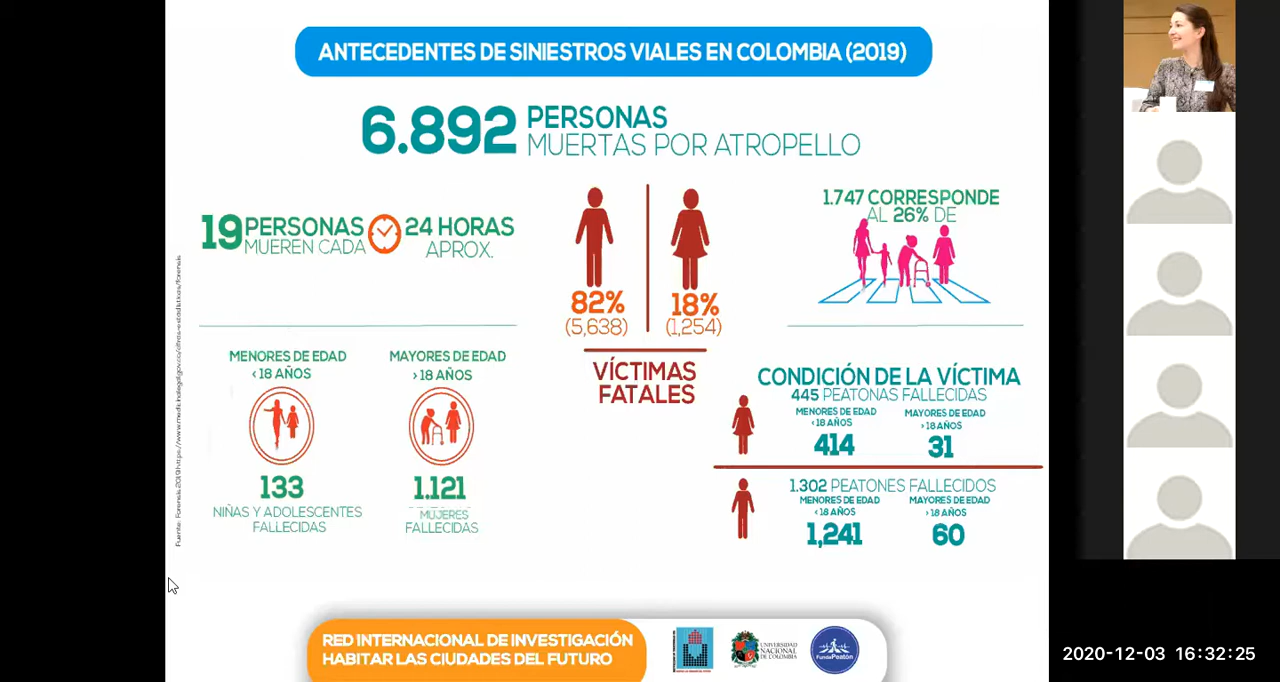 ANTECEDENTES DE SINIESTROS VIALES EN COLOMBIA (2019)
6.892 PERSONAS
MUERTAS POR ATROPELLO
19 PERSONAS
MUEREN CADA
24 HORAS
APROX.
82%
(5,638)
18%
(1,254)
VÍCTIMAS
FATALES
1.747 CORRESPONDE
AL 26% DE
MENORES DE EDAD
< 18 AÑOS
133
NIÑAS Y ADOLESCENTES
FALLECIDAS
MAYORES DE EDAD
> 18 AÑOS
1.121
MUJERES
FALLECIDAS
CONDICIÓN DE LA VÍCTIMA
445 PEATONAS FALLECIDAS
MENORES DE EDAD
< 18 AÑOS
414
MAYORES DE EDAD
> 18 AÑOS
31
1.302 PEATONES FALLECIDOS
MENORES DE EDAD
< 18 AÑOS
1,241
MAYORES DE EDAD
> 18 AÑOS
60
RED INTERNACIONAL DE INVESTIGACIÓN
HABITAR LAS CIUDADES DEL FUTURO
UNIVERSIDAD
NACIONAL
DE COLOMBIA
FundaPeatón
2020-12-03 16:32:25